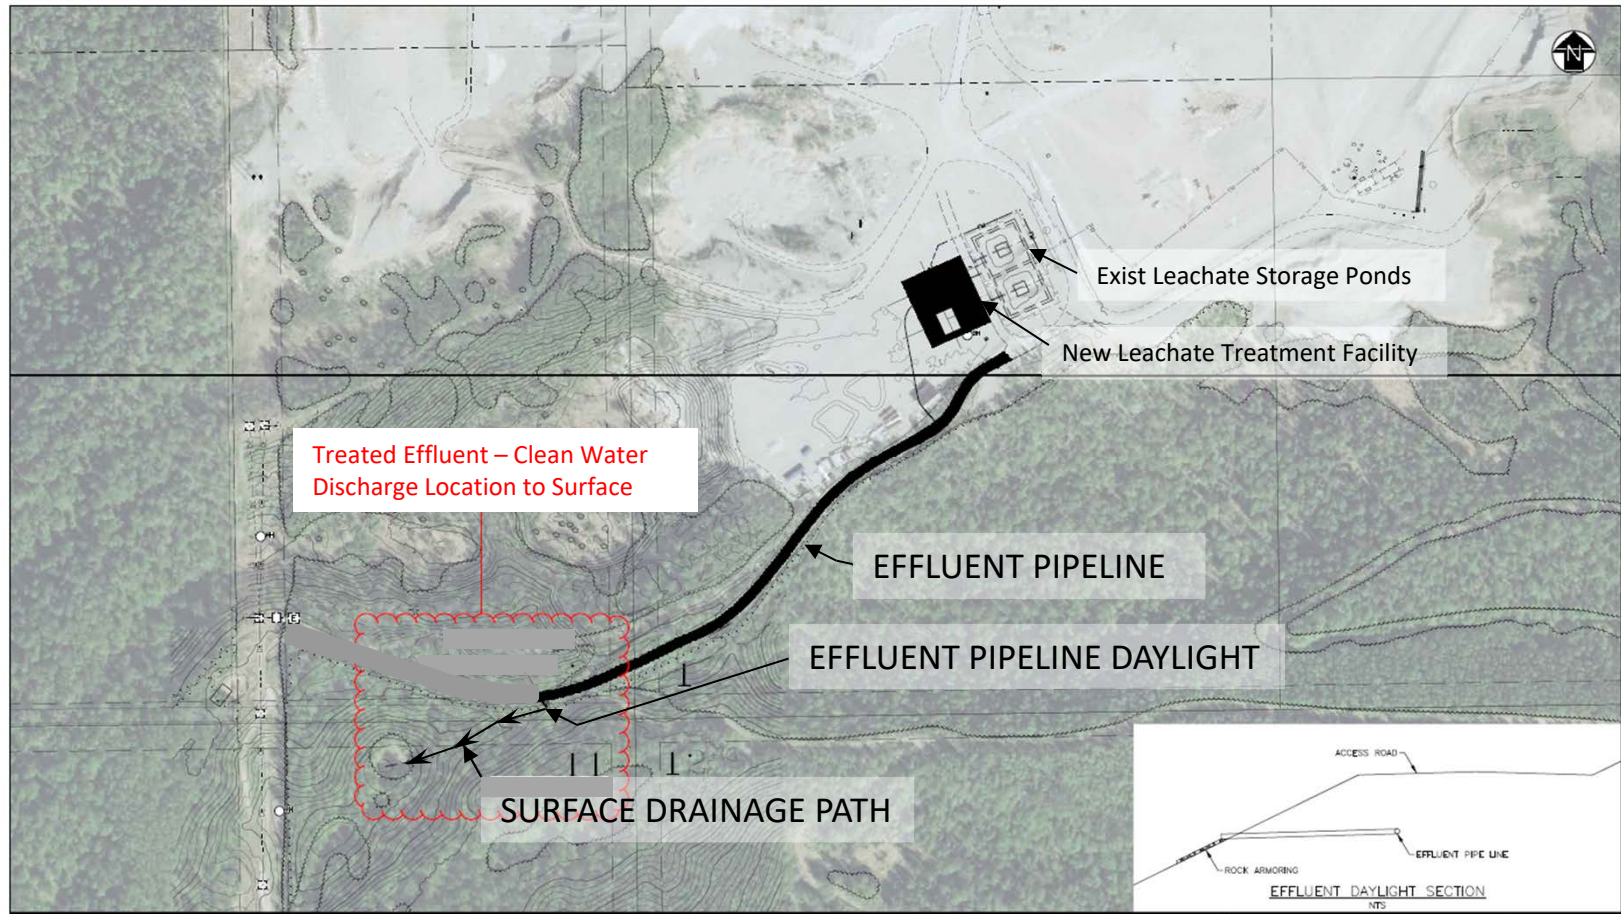 N
Exist Leachate Storage Ponds
New Leachate Treatment Facility
Treated Effluent – Clean Water
Discharge Location to Surface
EFFLUENT PIPELINE
EFFLUENT PIPELINE DAYLIGHT
SURFACE DRAINAGE PATH
ACCESS ROAD
EFFLUENT PIPE LINE
ROCK ARMORING
EFFLUENT DAYLIGHT SECTION
NTS